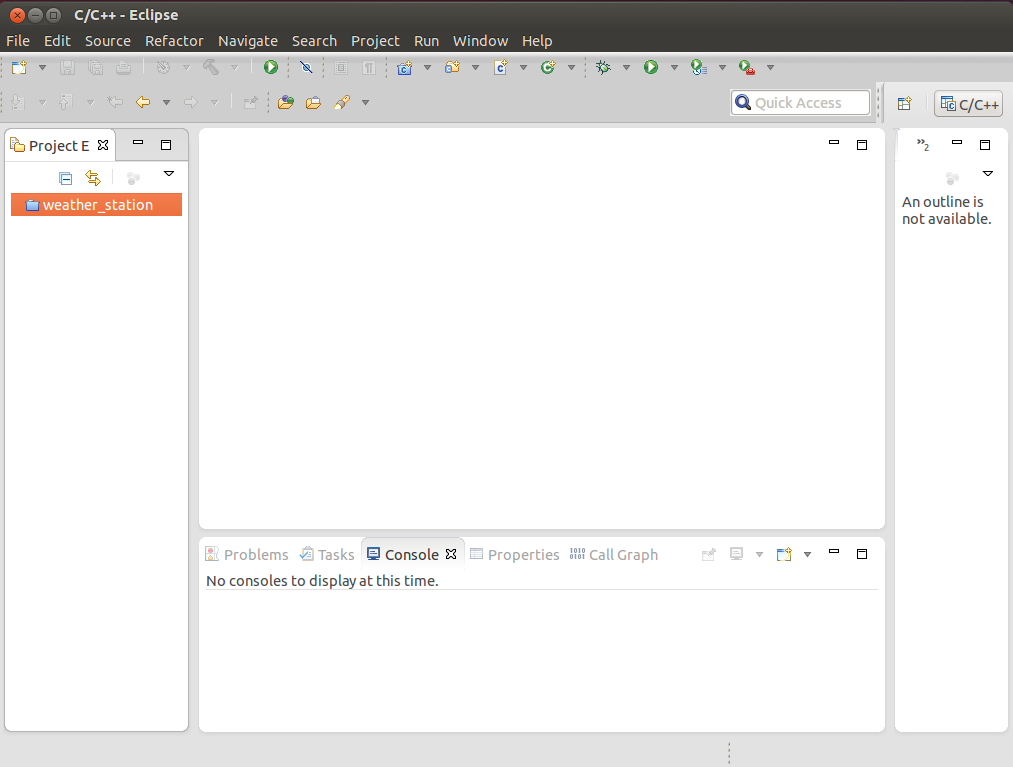 C/C++ - Eclipse
File Edit Source Refactor Navigate Search Project Run Window Help
Quick Access
C/C++
Project E
2
weather_station
An outline is
not available.
Problems Tasks Console Properties Call Graph
No consoles to display at this time.